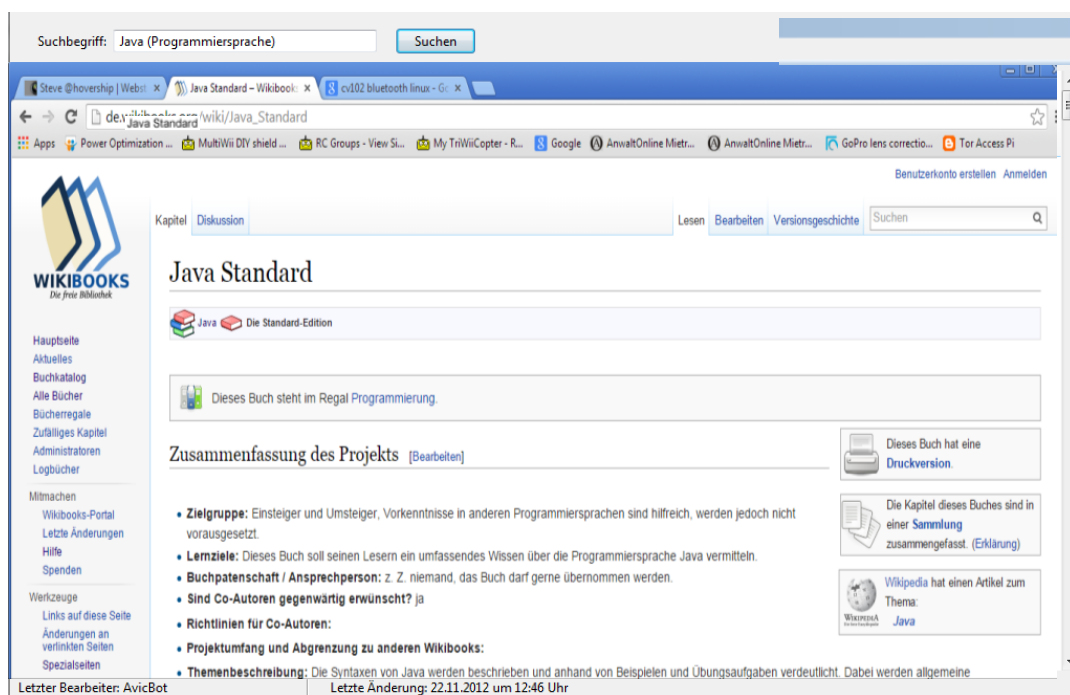 Suchbegriff: Java (Programmiersprache) Suchen
Steve @hovership | Webst Java Standard – Wikibook: cv102 bluetooth linux - Go
de.wikibooks.org/wiki/Java_Standard
Java Standard
Apps Power Optimization ... MultiWii DIY shield ... RC Groups - View Si... My TriWiiCopter - R... Google AnwaltOnline Mietr... AnwaltOnline Mietr... GoPro lens correctio... Tor Access Pi
Benutzerkonto erstellen Anmelden
Kapitel Diskussion Lesen Bearbeiten Versionsgeschichte Suchen
WIKIBOOKS
Die freie Bibliothek
Hauptseite
Aktuelles
Buchkatalog
Alle Bücher
Bücherregale
Zufälliges Kapitel
Administratoren
Logbücher
Mitmachen
Wikibooks-Portal
Letzte Änderungen
Hilfe
Spenden
Werkzeuge
Links auf diese Seite
Änderungen an
verlinkten Seiten
Spezialseiten
Java Standard
Java Die Standard-Edition
Dieses Buch steht im Regal Programmierung.
Zusammenfassung des Projekts [Bearbeiten]
• Zielgruppe: Einsteiger und Umsteiger, Vorkenntnisse in anderen Programmiersprachen sind hilfreich, werden jedoch nicht
vorausgesetzt.
• Lernziele: Dieses Buch soll seinen Lesern ein umfassendes Wissen über die Programmiersprache Java vermitteln.
• Buchpatenschaft / Ansprechperson: z. Z. niemand, das Buch darf gerne übernommen werden.
• Sind Co-Autoren gegenwärtig erwünscht? ja
• Richtlinien für Co-Autoren:
• Projektumfang und Abgrenzung zu anderen Wikibooks:
• Themenbeschreibung: Die Syntaxen von Java werden beschrieben und anhand von Beispielen und Übungsaufgaben verdeutlicht. Dabei werden allgemeine
Dieses Buch hat eine
Druckversion.
Die Kapitel dieses Buches sind in
einer Sammlung
zusammengefasst. (Erklärung)
Wikipedia hat einen Artikel zum
Thema:
Java
WIKIPEDIA
Letzter Bearbeiter: AvicBot Letzte Änderung: 22.11.2012 um 12:46 Uhr